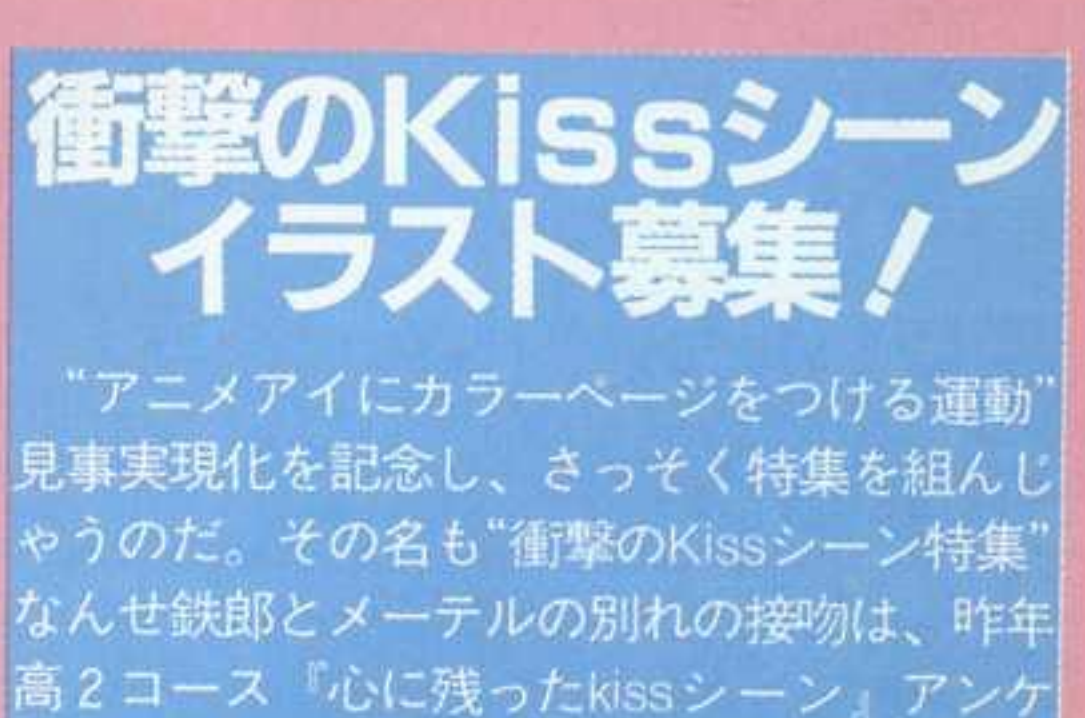 衝撃のKissシーン
イラスト募集！
“アニメアイにカラーページをつける運動”
見事実現化を記念し、さっそく特集を組んじ
ゃうのだ。その名も“衝撃のKissシーン特集”
なんせ鉄郎とメーテルの別れの接吻は、昨年
高2コース『心に残ったkissシーン』アンケ